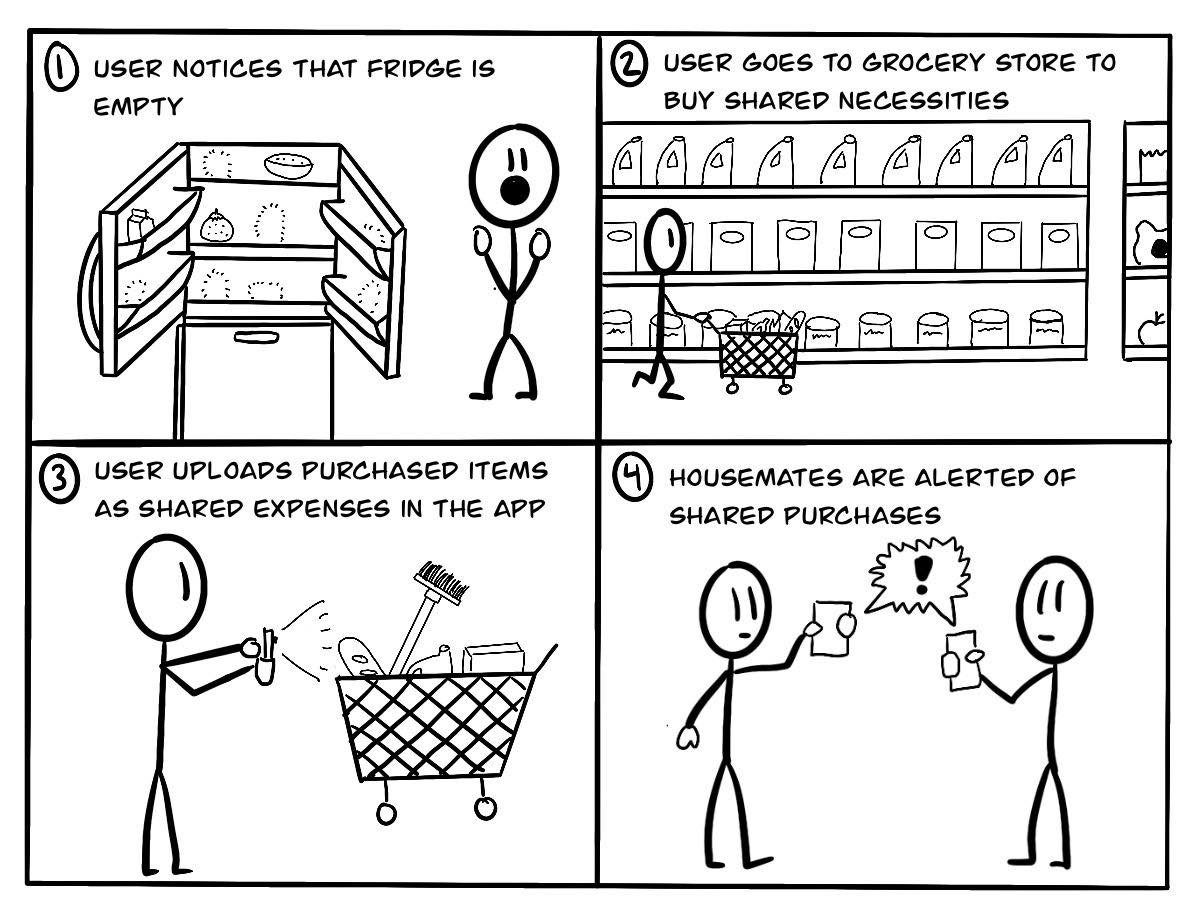 1 USER NOTICES THAT FRIDGE IS
EMPTY
2 USER GOES TO GROCERY STORE TO
BUY SHARED NECESSITIES
3 USER UPLOADS PURCHASED ITEMS
AS SHARED EXPENSES IN THE APP
4 HOUSEMATES ARE ALERTED OF
SHARED PURCHASES
!